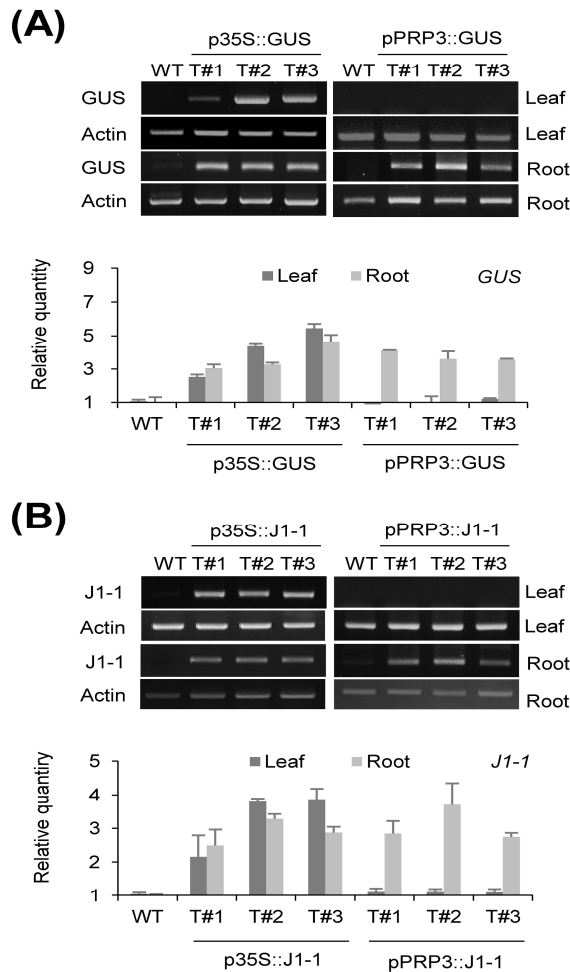 (A)
p35S::GUS pPRP3::GUS
WT T#1 T#2 T#3 WT T#1 T#2 T#3
GUS Leaf
Actin Leaf
GUS Root
Actin Root
9
7
5
3
1
Relative quantity
Leaf Root GUS
WT T#1 T#2 T#3 T#1 T#2 T#3
p35S::GUS pPRP3::GUS
(B)
p35S::J1-1 pPRP3::J1-1
WT T#1 T#2 T#3 WT T#1 T#2 T#3
J1-1 Leaf
Actin Leaf
J1-1 Root
Actin Root
5
4
3
2
1
Relative quantiry
Leaf Root J1-1
WT T#1 T#2 T#3 T#1 T#2 T#3
p35S::J1-1 pPRP3::J1-1